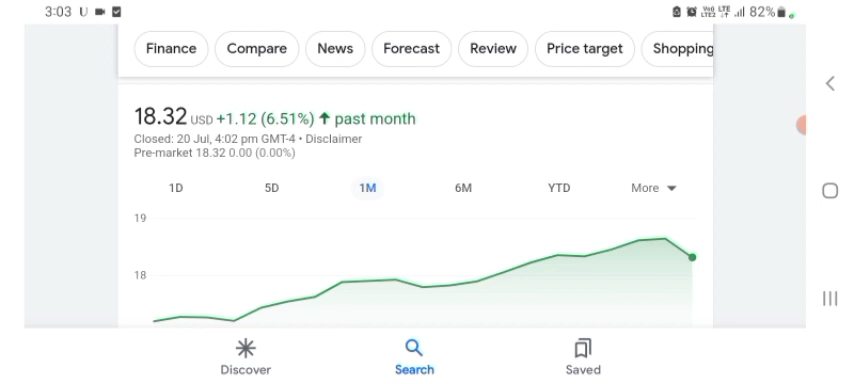 3:03 U
82%
Finance Compare News Forecast Review Price target Shopping
18.32 USD +1.12 (6.51%) ↑ past month
Closed: 20 Jul, 4:02 pm GMT-4 • Disclaimer
Pre-market 18.32 0.00 (0.00%)
1D 5D 1M 6M YTD More
19
18
Discover Search Saved